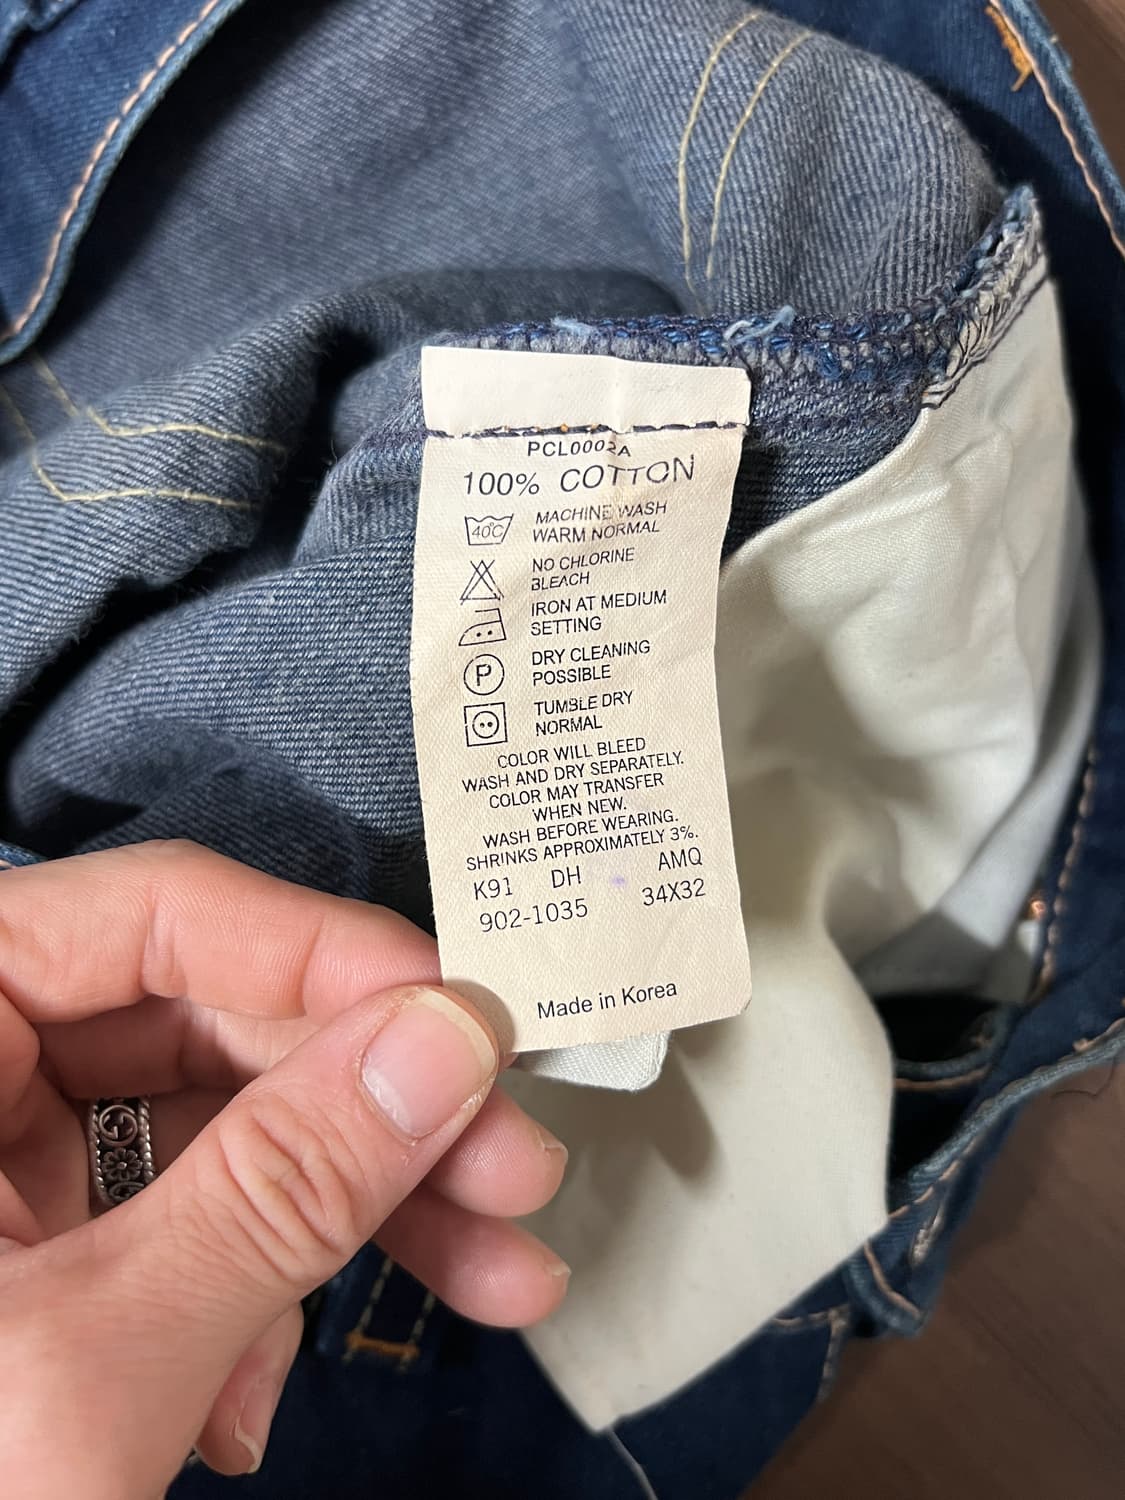 PCL0002A
100% COTTON
40°C
MACHINE WASH
WARM NORMAL
NO CHLORINE
BLEACH
IRON AT MEDIUM
SETTING
P
DRY CLEANING
POSSIBLE
TUMBLE DRY
NORMAL
COLOR WILL BLEED
WASH AND DRY SEPARATELY.
COLOR MAY TRANSFER
WHEN NEW.
WASH BEFORE WEARING.
SHRINKS APPROXIMATELY 3%.
K91 DH AMQ
902-1035 34X32
Made in Korea